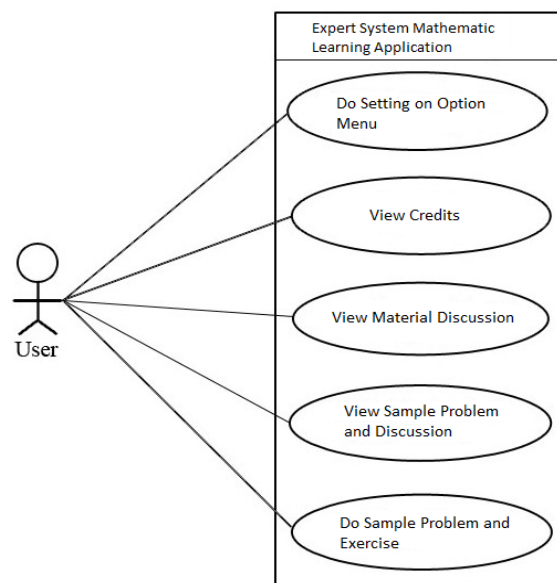 Expert System Mathematic
Learning Application
Do Setting on Option
Menu
View Credits
View Material Discussion
User
View Sample Problem
and Discussion
Do Sample Problem and
Exercise